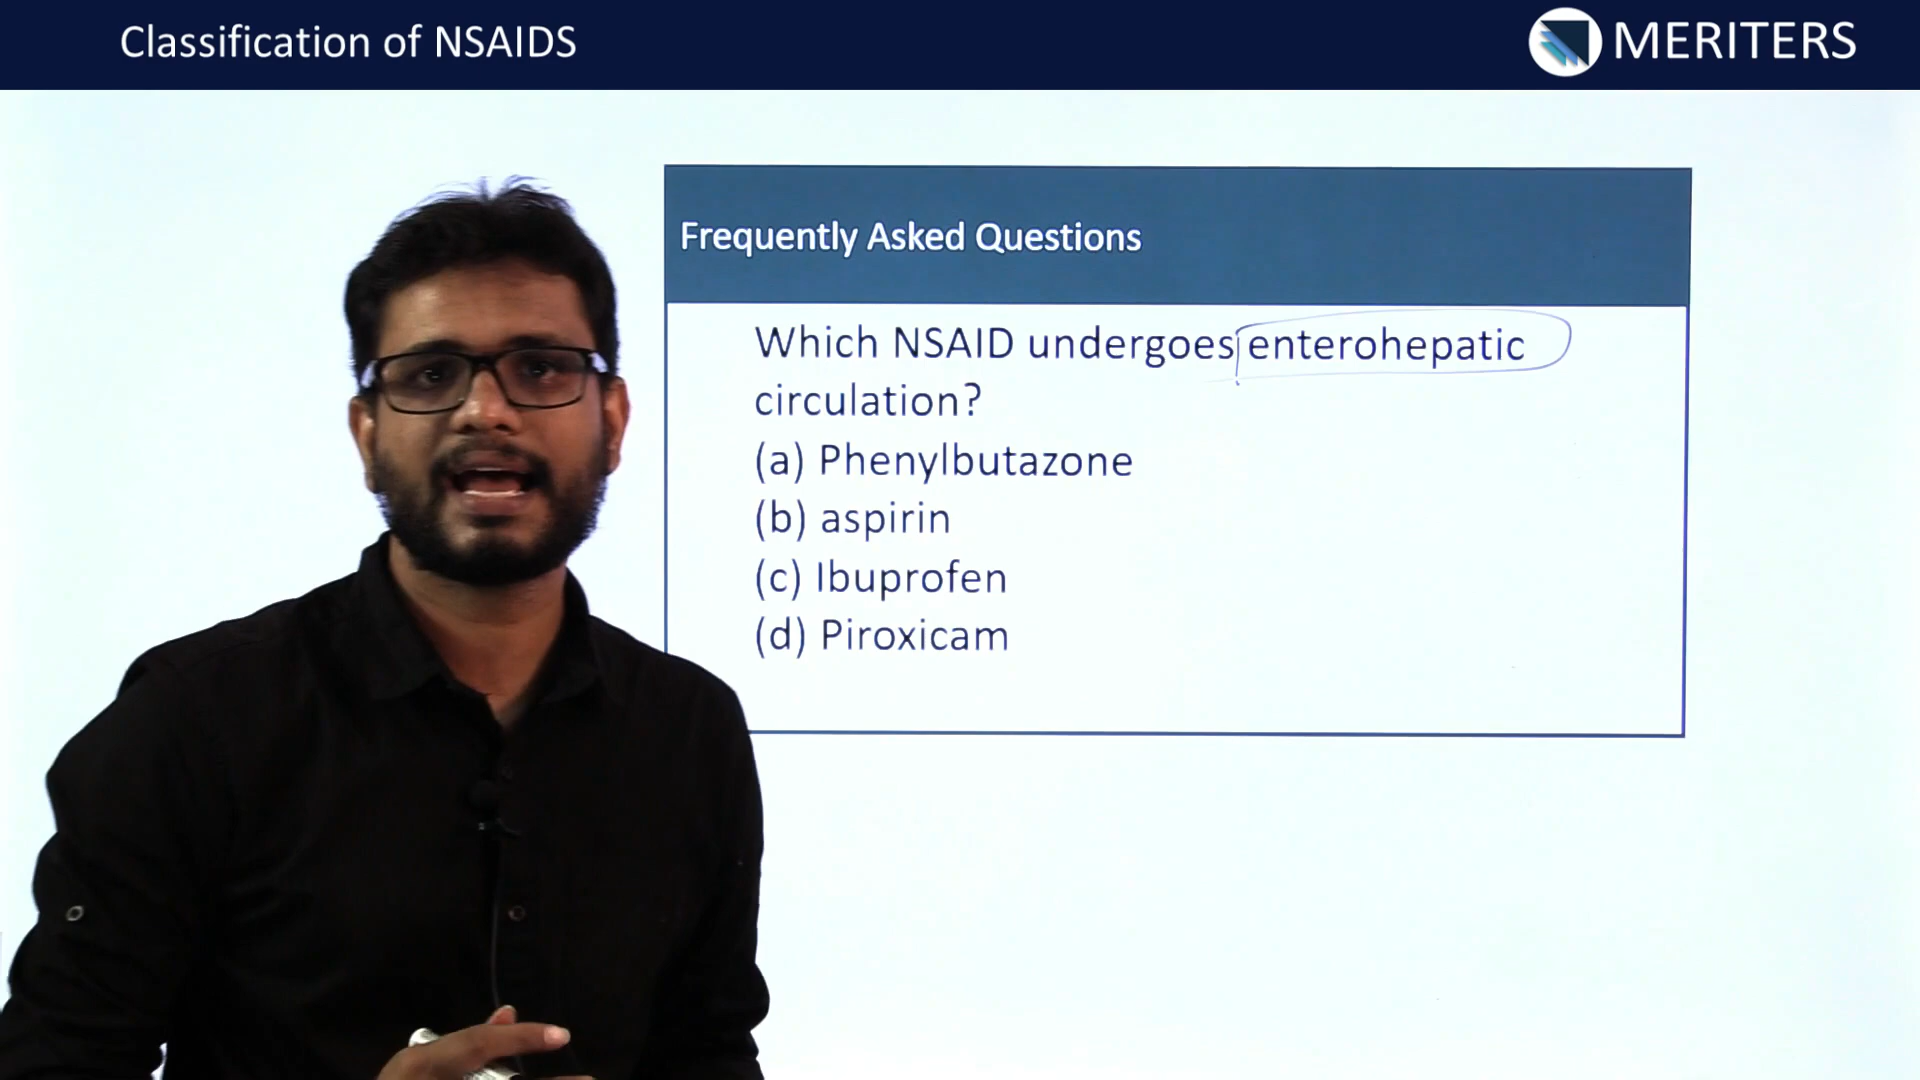 Classification of NSAIDS
MERITERS
Frequently Asked Questions
Which NSAID undergoes enterohepatic
circulation?
(a) Phenylbutazone
(b) aspirin
(c) Ibuprofen
(d) Piroxicam